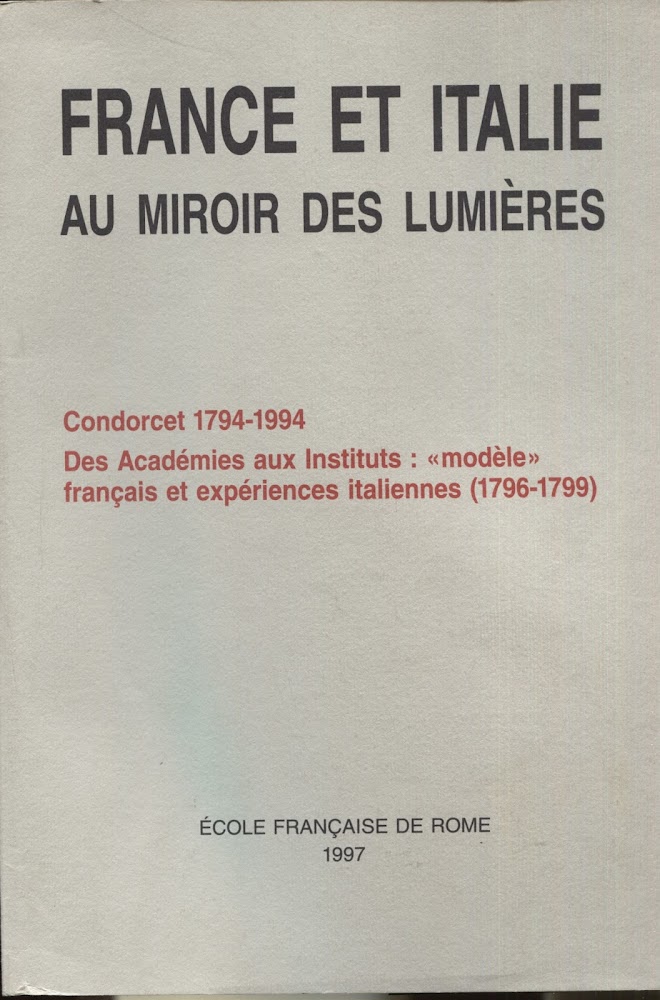 FRANCE ET ITALIE
AU MIROIR DES LUMIÈRES
Condorcet 1794-1994
Des Académies aux Instituts : «modèle»
français et expériences italiennes (1796-1799)
ÉCOLE FRANÇAISE DE ROME
1997